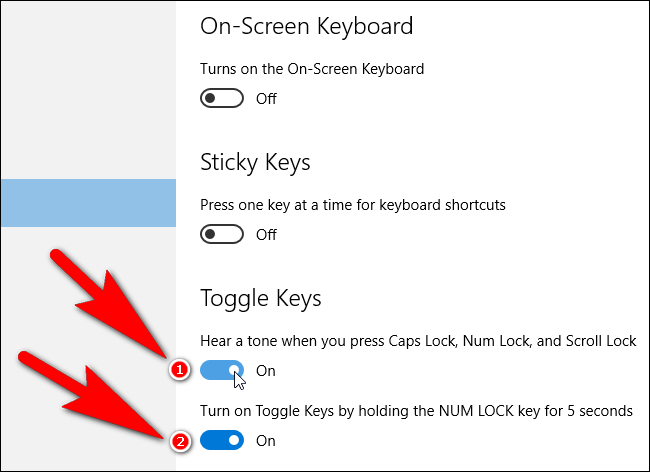 On-Screen Keyboard
Turns on the On-Screen Keyboard
Off
Sticky Keys
Press one key at a time for keyboard shortcuts
Off
Toggle Keys
Hear a tone when you press Caps Lock, Num Lock, and Scroll Lock
1 On
Turn on Toggle Keys by holding the NUM LOCK key for 5 seconds
2 On